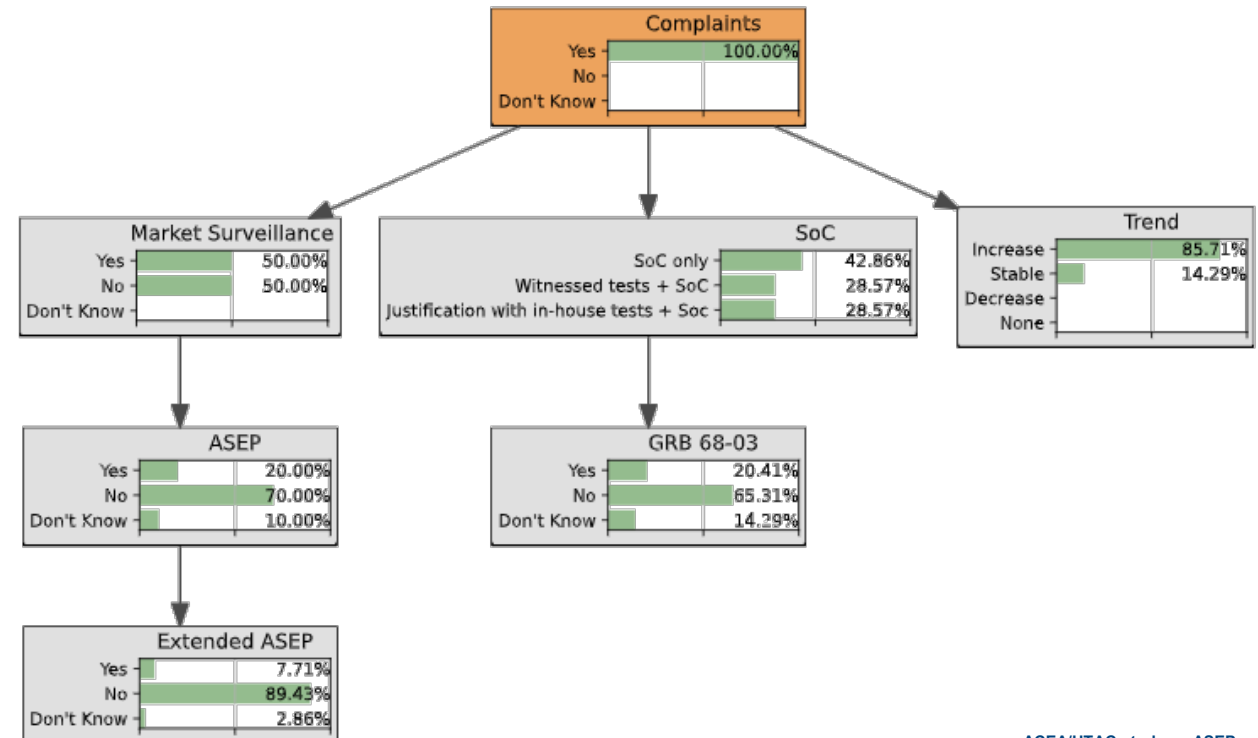 Complaints
Yes 100.00%
No
Don't Know
Market Surveillance
Yes 50.00%
No 50.00%
Don't Know
SoC
SoC only 42.86%
Witnessed tests + SoC 28.57%
Justification with in-house tests + Soc 28.57%
Trend
Increase 85.71%
Stable 14.29%
Decrease
None
ASEP
Yes 20.00%
No 70.00%
Don't Know 10.00%
GRB 68-03
Yes 20.41%
No 65.31%
Don't Know 14.29%
Extended ASEP
Yes 7.71%
No 89.43%
Don't Know 2.86%